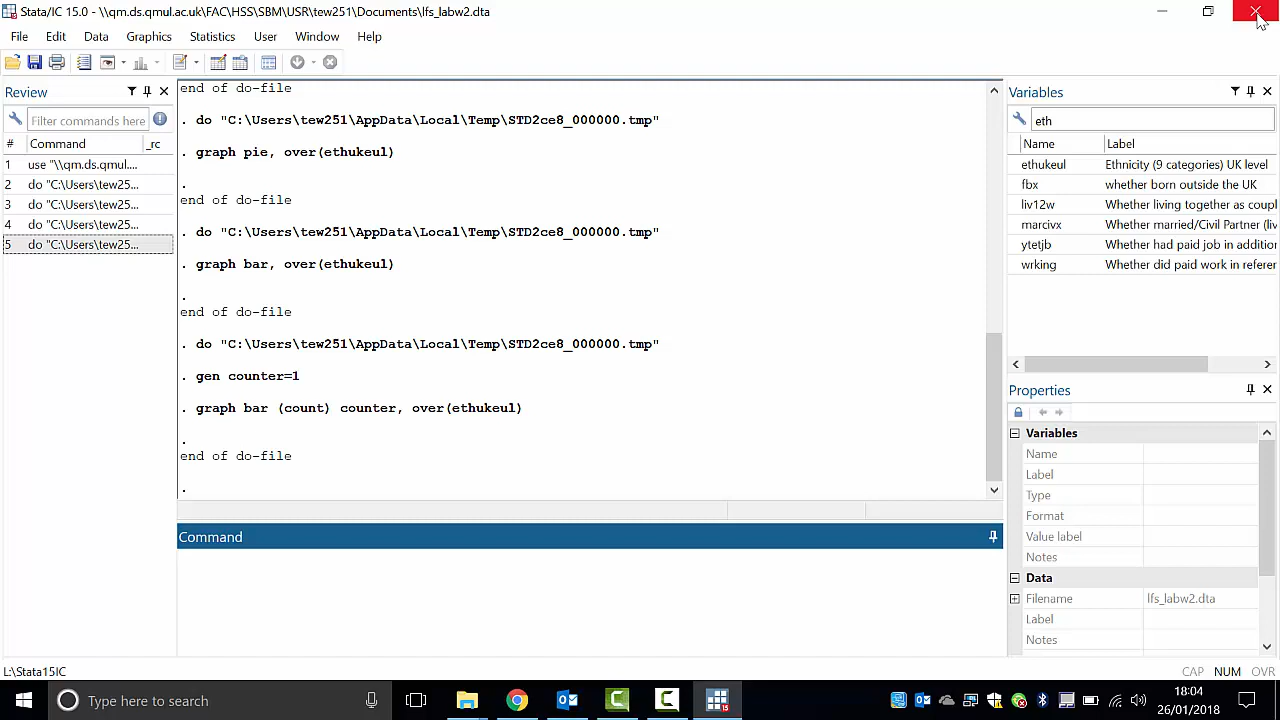 Stata/IC 15.0 - \\qm.ds.qmul.ac.uk\FAC\HSS\SBM\USR\tew251\Documents\lfs_labw2.dta
File Edit Data Graphics Statistics User Window Help
Review
Filter commands here
# Command _rc
1 use "\\qm.ds.qmul....
2 do "C:\Users\tew25...
3 do "C:\Users\tew25...
4 do "C:\Users\tew25...
5 do "C:\Users\tew25...
end of do-file
. do "C:\Users\tew251\AppData\Local\Temp\STD2ce8_000000.tmp"
. graph pie, over(ethukeul)
.
end of do-file
. do "C:\Users\tew251\AppData\Local\Temp\STD2ce8_000000.tmp"
. graph bar, over(ethukeul)
.
end of do-file
. do "C:\Users\tew251\AppData\Local\Temp\STD2ce8_000000.tmp"
. gen counter=1
. graph bar (count) counter, over(ethukeul)
.
end of do-file
.
Command
Variables
eth
Name Label
ethukeul Ethnicity (9 categories) UK level
fbx whether born outside the UK
liv12w Whether living together as coupl
marcivx Whether married/Civil Partner (liv
ytetjb Whether had paid job in addition
wrking Whether did paid work in referer
Properties
Variables
Name
Label
Type
Format
Value label
Notes
Data
Filename lfs_labw2.dta
Label
Notes
L:\Stata15IC
CAP NUM OVR
Type here to search
18:04
26/01/2018